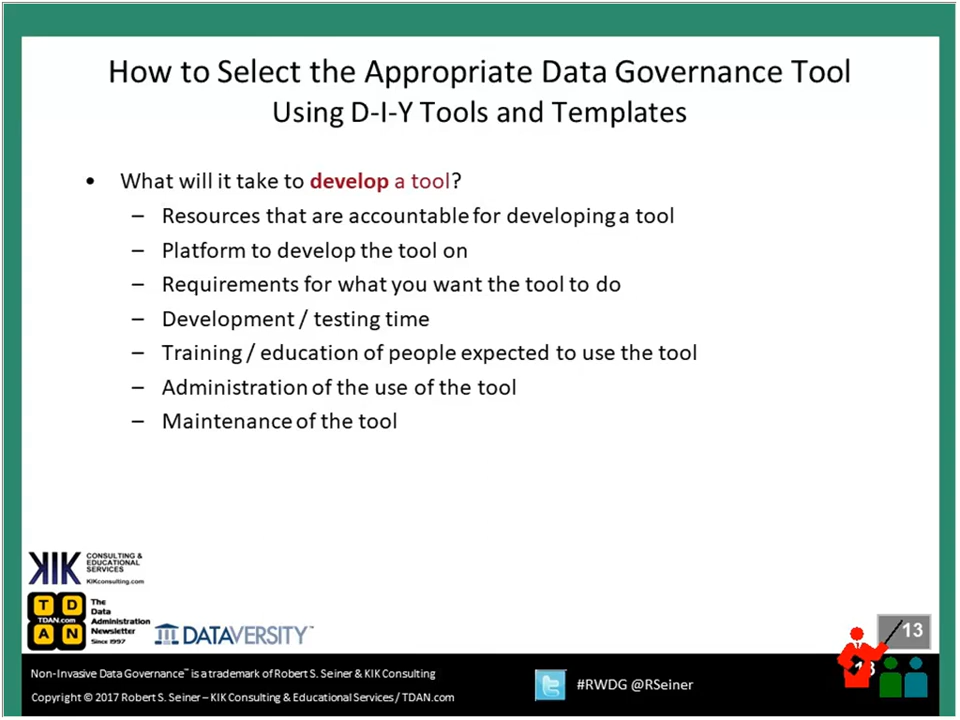 How to Select the Appropriate Data Governance Tool
Using D-I-Y Tools and Templates
• What will it take to develop a tool?
– Resources that are accountable for developing a tool
– Platform to develop the tool on
– Requirements for what you want the tool to do
– Development / testing time
– Training / education of people expected to use the tool
– Administration of the use of the tool
– Maintenance of the tool
KIK
CONSULTING &
EDUCATIONAL
SERVICES
KIKconsulting.com
T D
TDAN.com
A N
The
Data
Administration
Newsletter
Since 1997
DATAVERSITY™
13
Non-Invasive Data Governance™ is a trademark of Robert S. Seiner & KIK Consulting
Copyright © 2017 Robert S. Seiner – KIK Consulting & Educational Services / TDAN.com
#RWDG @RSeiner